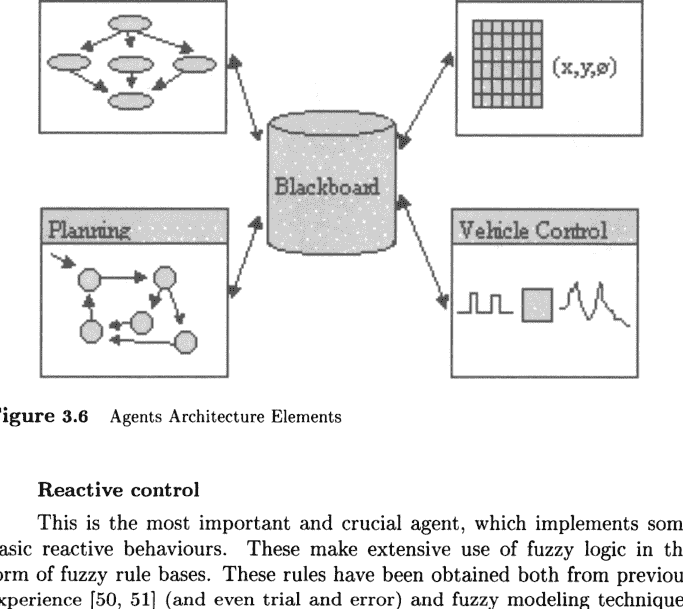 (x,y,ø)
Blackboard
Planning
Vehicle Control
igure 3.6 Agents Architecture Elements
Reactive control
This is the most important and crucial agent, which implements som
asic reactive behaviours. These make extensive use of fuzzy logic in th
orm of fuzzy rule bases. These rules have been obtained both from previou
xperience [50, 51] (and even trial and error) and fuzzy modeling technique